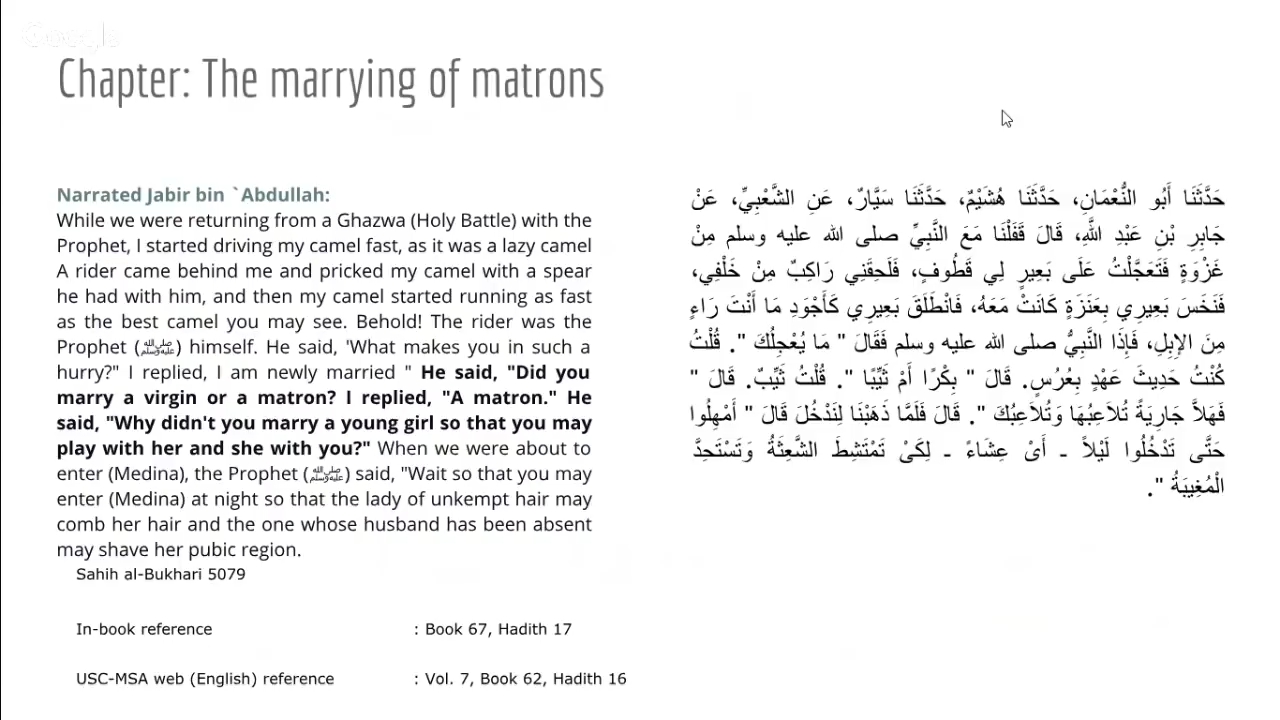 Google
Chapter: The marrying of matrons
Narrated Jabir bin `Abdullah:
While we were returning from a Ghazwa (Holy Battle) with the
Prophet, I started driving my camel fast, as it was a lazy camel
A rider came behind me and pricked my camel with a spear
he had with him, and then my camel started running as fast
as the best camel you may see. Behold! The rider was the
Prophet (ﷺ) himself. He said, 'What makes you in such a
hurry?" I replied, I am newly married " He said, "Did you
marry a virgin or a matron? I replied, "A matron." He
said, "Why didn't you marry a young girl so that you may
play with her and she with you?" When we were about to
enter (Medina), the Prophet (ﷺ) said, "Wait so that you may
enter (Medina) at night so that the lady of unkempt hair may
comb her hair and the one whose husband has been absent
may shave her pubic region.
Sahih al-Bukhari 5079
In-book reference : Book 67, Hadith 17
USC-MSA web (English) reference : Vol. 7, Book 62, Hadith 16
حَدَّثَنَا أَبُو النُّعْمَانِ، حَدَّثَنَا هُشَيْمٌ، حَدَّثَنَا سَيَّارٌ، عَنِ الشَّعْبِيِّ، عَنْ
جَابِرِ بْنِ عَبْدِ اللَّهِ، قَالَ قَفَلْنَا مَعَ النَّبِيِّ صلى الله عليه وسلم مِنْ
غَزْوَةٍ فَتَعَجَّلْتُ عَلَى بَعِيرٍ لِي قَطُوفٍ، فَلَحِقَنِي رَاكِبٌ مِنْ خَلْفِي،
فَنَخَسَ بَعِيرِي بِعَنَزَةٍ كَانَتْ مَعَهُ، فَانْطَلَقَ بَعِيرِي كَأَجْوَدِ مَا أَنْتَ رَاءٍ
مِنَ الإِبِلِ، فَإِذَا النَّبِيُّ صلى الله عليه وسلم فَقَالَ " مَا يُعْجِلُكَ ". قُلْتُ
كُنْتُ حَدِيثَ عَهْدٍ بِعُرُسٍ. قَالَ " بِكْرًا أَمْ ثَيِّبًا ". قُلْتُ ثَيِّبٌ. قَالَ "
فَهَلاَّ جَارِيَةً تُلاَعِبُهَا وَتُلاَعِبُكَ ". قَالَ فَلَمَّا ذَهَبْنَا لِنَدْخُلَ قَالَ " أَمْهِلُوا
حَتَّى تَدْخُلُوا لَيْلاً ـ أَىْ عِشَاءً ـ لِكَىْ تَمْتَشِطَ الشَّعِثَةُ وَتَسْتَحِدَّ
الْمُغِيبَةُ ".